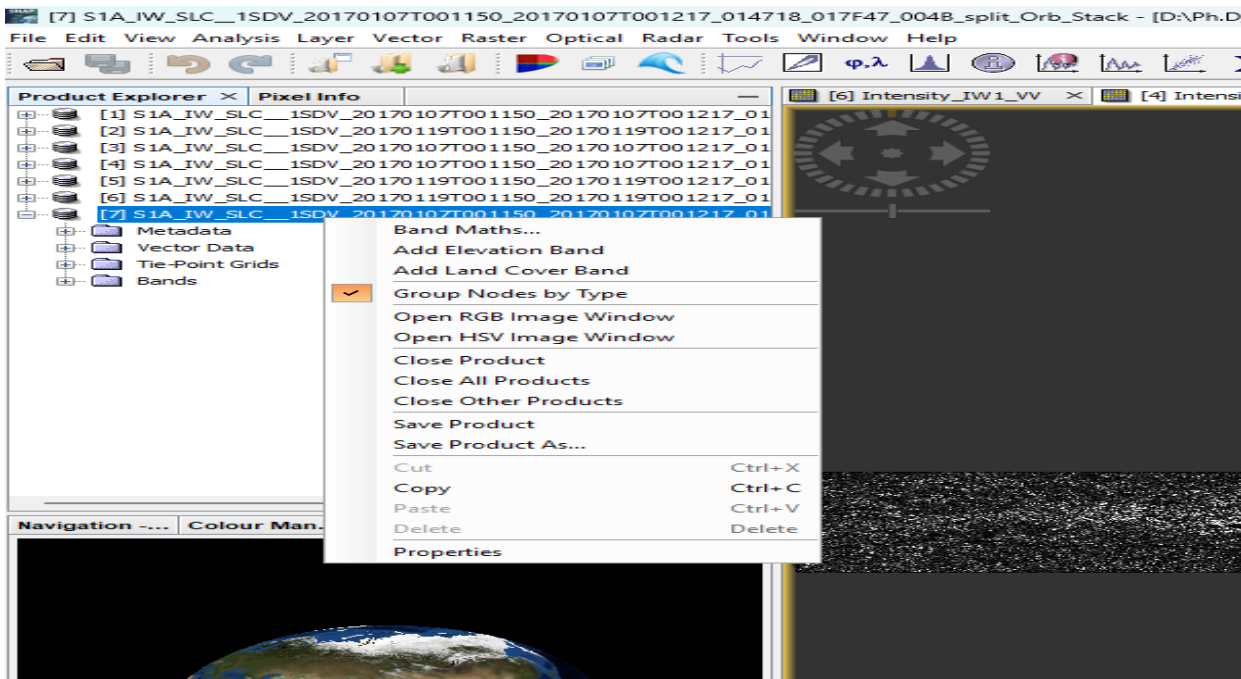 [7] S1A_IW_SLC__1SDV_20170107T001150_20170107T001217_014718_017F47_004B_split_Orb_Stack - [D:\Ph.D
File Edit View Analysis Layer Vector Raster Optical Radar Tools Window Help
φ,λ
Product Explorer × Pixel Info
[6] Intensity_IW1_VV × [4] Intensi
[1] S1A_IW_SLC__1SDV_20170107T001150_20170107T001217_01
[2] S1A_IW_SLC__1SDV_20170119T001150_20170119T001217_01
[3] S1A_IW_SLC__1SDV_20170107T001150_20170107T001217_01
[4] S1A_IW_SLC__1SDV_20170107T001150_20170107T001217_01
[5] S1A_IW_SLC__1SDV_20170119T001150_20170119T001217_01
[6] S1A_IW_SLC__1SDV_20170119T001150_20170119T001217_01
[7] S1A_IW_SLC__1SDV_20170107T001150_20170107T001217_01
Metadata
Vector Data
Tie-Point Grids
Bands
Band Maths...
Add Elevation Band
Add Land Cover Band
Group Nodes by Type
Open RGB Image Window
Open HSV Image Window
Close Product
Close All Products
Close Other Products
Save Product
Save Product As...
Cut Ctrl+X
Copy Ctrl+C
Paste Ctrl+V
Delete Delete
Properties
Navigation -... Colour Man.